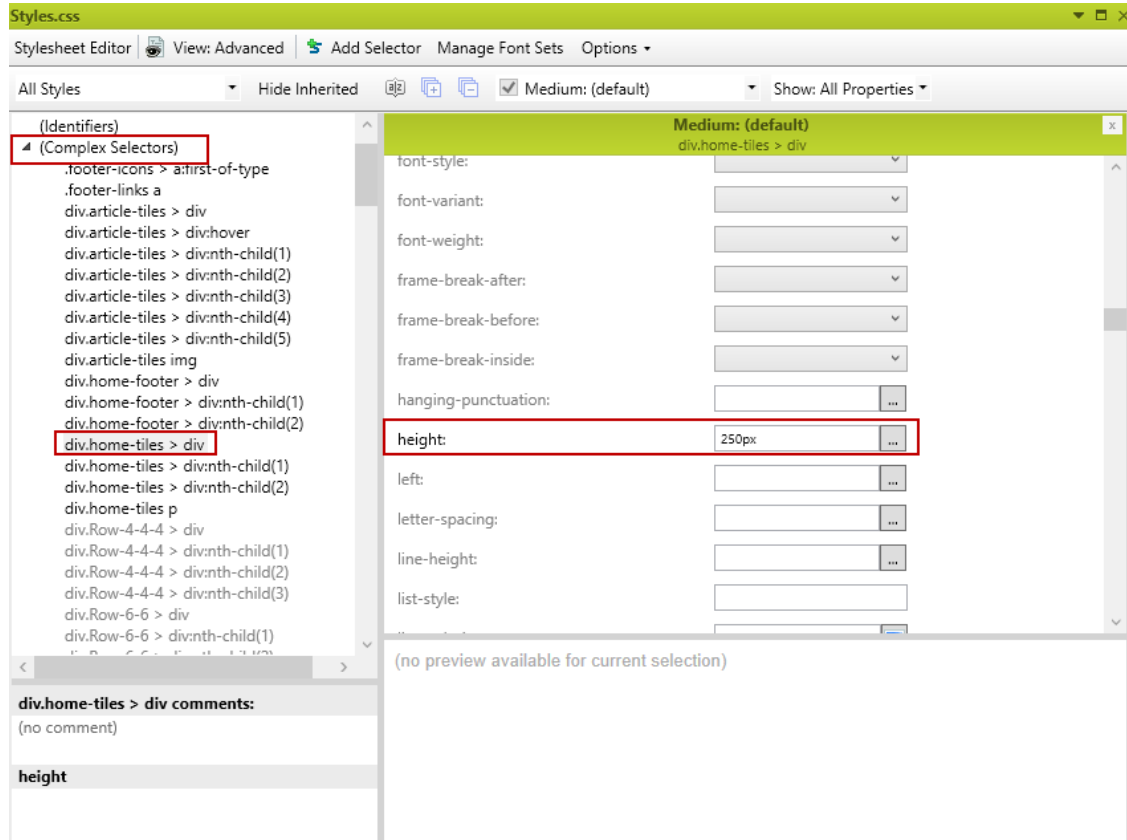 Styles.css
Stylesheet Editor View: Advanced Add Selector Manage Font Sets Options
All Styles Hide Inherited Medium: (default) Show: All Properties
(Identifiers)
(Complex Selectors)
.footer-icons > a:first-of-type
.footer-links a
div.article-tiles > div
div.article-tiles > div:hover
div.article-tiles > div:nth-child(1)
div.article-tiles > div:nth-child(2)
div.article-tiles > div:nth-child(3)
div.article-tiles > div:nth-child(4)
div.article-tiles > div:nth-child(5)
div.article-tiles img
div.home-footer > div
div.home-footer > div:nth-child(1)
div.home-footer > div:nth-child(2)
div.home-tiles > div
div.home-tiles > div:nth-child(1)
div.home-tiles > div:nth-child(2)
div.home-tiles p
div.Row-4-4-4 > div
div.Row-4-4-4 > div:nth-child(1)
div.Row-4-4-4 > div:nth-child(2)
div.Row-4-4-4 > div:nth-child(3)
div.Row-6-6 > div
div.Row-6-6 > div:nth-child(1)
div.home-tiles > div comments:
(no comment)
height
Medium: (default)
div.home-tiles > div
font-style:
font-variant:
font-weight:
frame-break-after:
frame-break-before:
frame-break-inside:
hanging-punctuation: ...
height: 250px ...
left: ...
letter-spacing: ...
line-height: ...
list-style:
(no preview available for current selection)